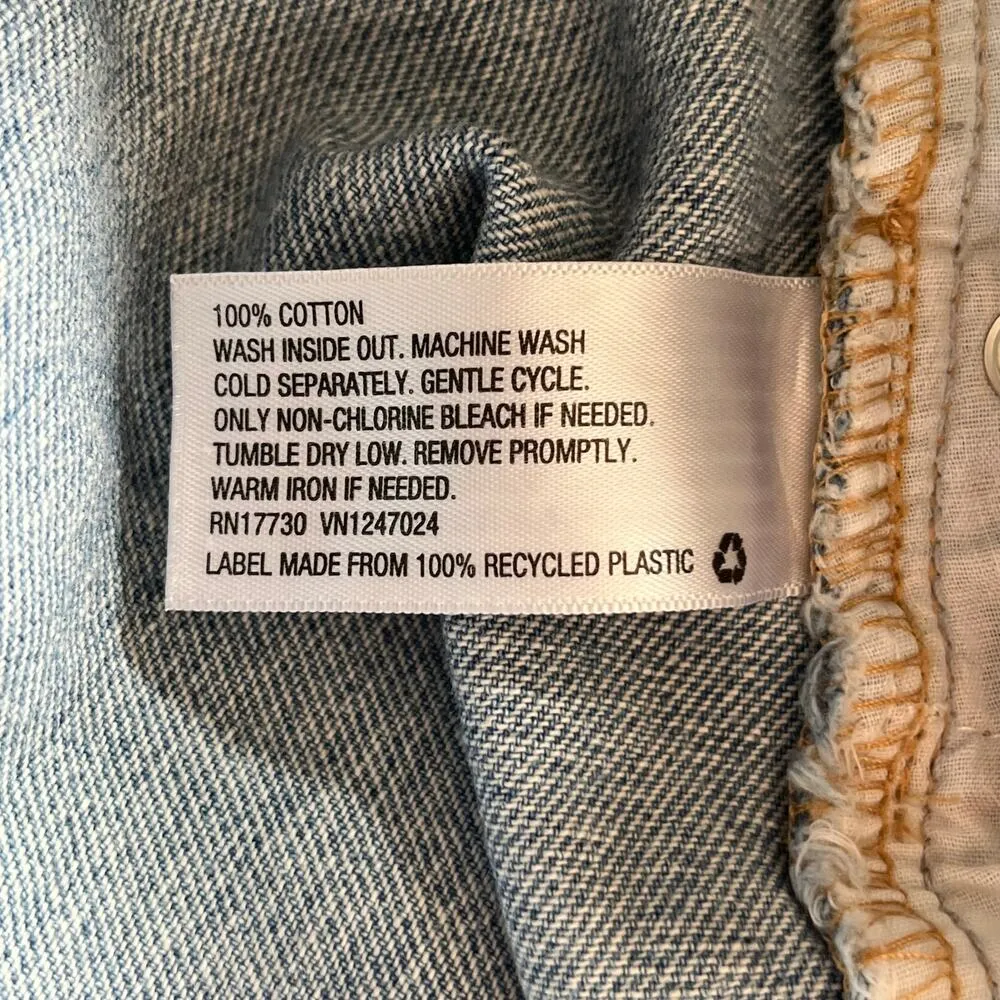 100% COTTON
WASH INSIDE OUT. MACHINE WASH
COLD SEPARATELY. GENTLE CYCLE.
ONLY NON-CHLORINE BLEACH IF NEEDED.
TUMBLE DRY LOW. REMOVE PROMPTLY.
WARM IRON IF NEEDED.
RN17730 VN1247024
LABEL MADE FROM 100% RECYCLED PLASTIC